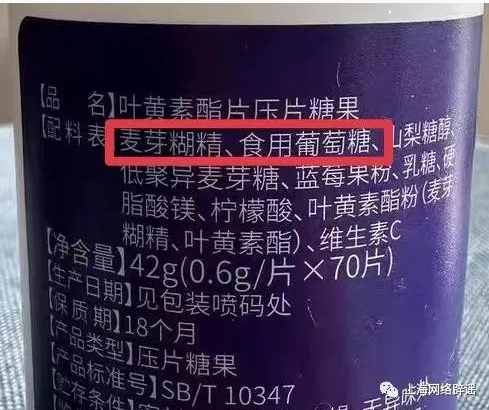 【品 名】叶黄素酯片压片糖果
【配 料 表】麦芽糊精、食用葡萄糖、山梨糖醇、
低聚异麦芽糖、蓝莓果粉、乳糖、硬
脂酸镁、柠檬酸、叶黄素酯粉(麦芽
糊精、叶黄素酯)、维生素C
【净含量】42g(0.6g/片×70片)
【生产日期】见包装喷码处
【保 质 期】18个月
【产品类型】压片糖果
【产品标准号】SB/T 10347
【贮存条件】
上海网络辟谣